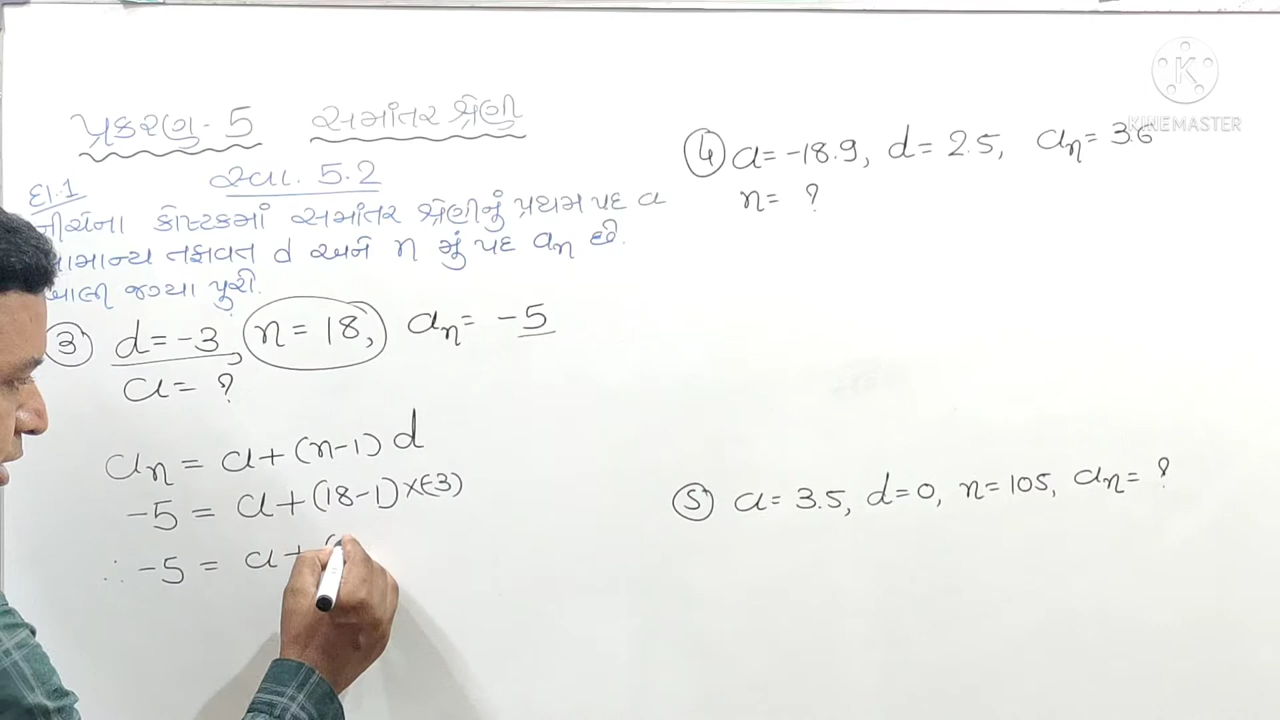 પ્રકરણ- 5 સમાંતર શ્રેણી
સ્વા. 5.2
દા.1
નીચેના કોષ્ટકમાં સમાંતર શ્રેણીનું પ્રથમ પદ a
સામાન્ય તફાવત d અને n મું પદ an છે.
ખાલી જગ્યા પુરો.
③ d = -3, n = 18, an = -5
a = ?
an = a + (n-1) d
-5 = a + (18-1) × (-3)
∴ -5 = a +
④ a = -18.9, d = 2.5, an = 3.6
n = ?
⑤ a = 3.5, d = 0, n = 105, an = ?
K
KINEMASTER